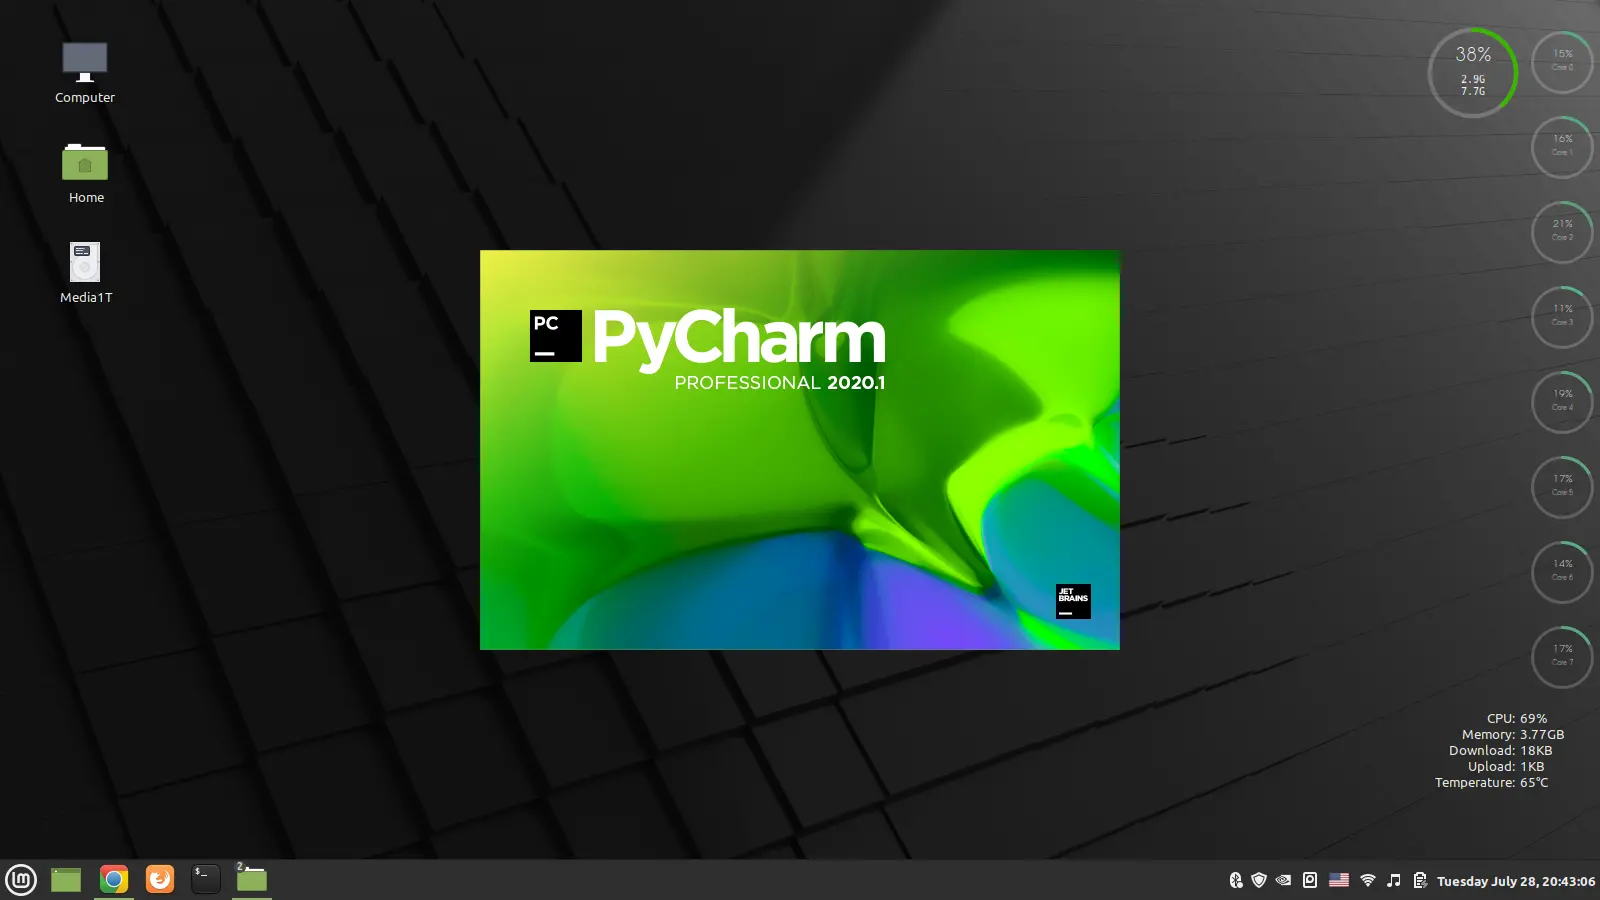 Computer
Home
Media1T
PC
PyCharm
PROFESSIONAL 2020.1
JET
BRAINS
38%
2.9G
7.7G
15%
Core 0
16%
Core 1
21%
Core 2
11%
Core 3
19%
Core 4
17%
Core 5
14%
Core 6
17%
Core 7
CPU: 69%
Memory: 3.77GB
Download: 18KB
Upload: 1KB
Temperature: 65°C
$_
2
Tuesday July 28, 20:43:06